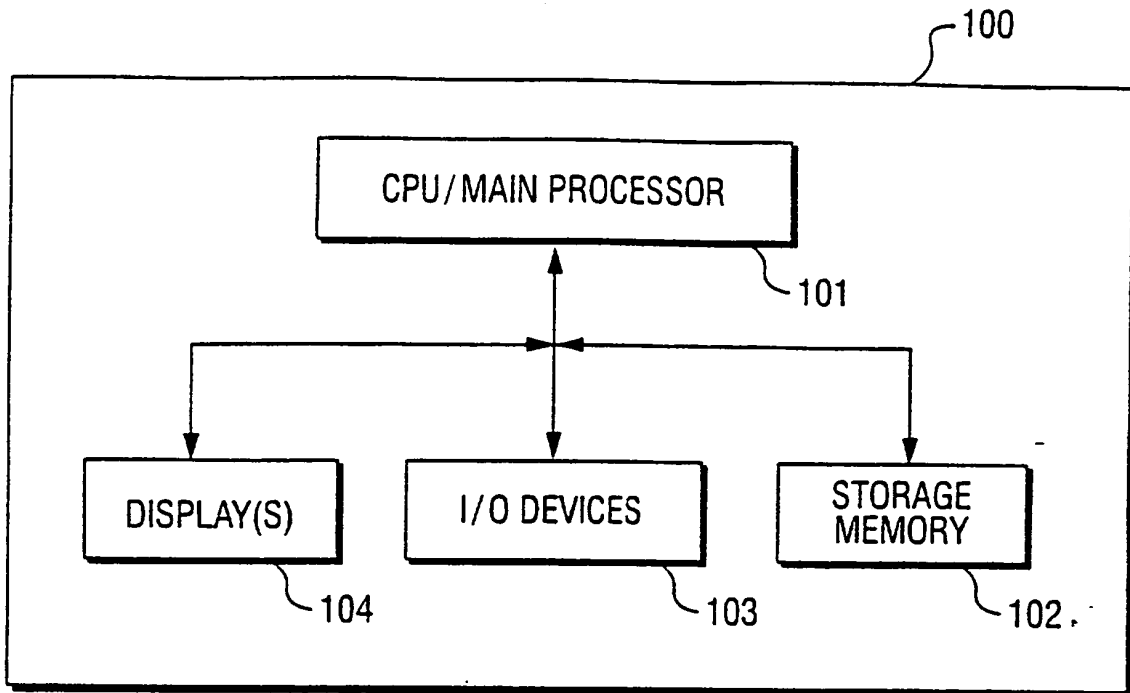 100
CPU/MAIN PROCESSOR
101
DISPLAY(S)
I/O DEVICES
STORAGE
MEMORY
104
103
102